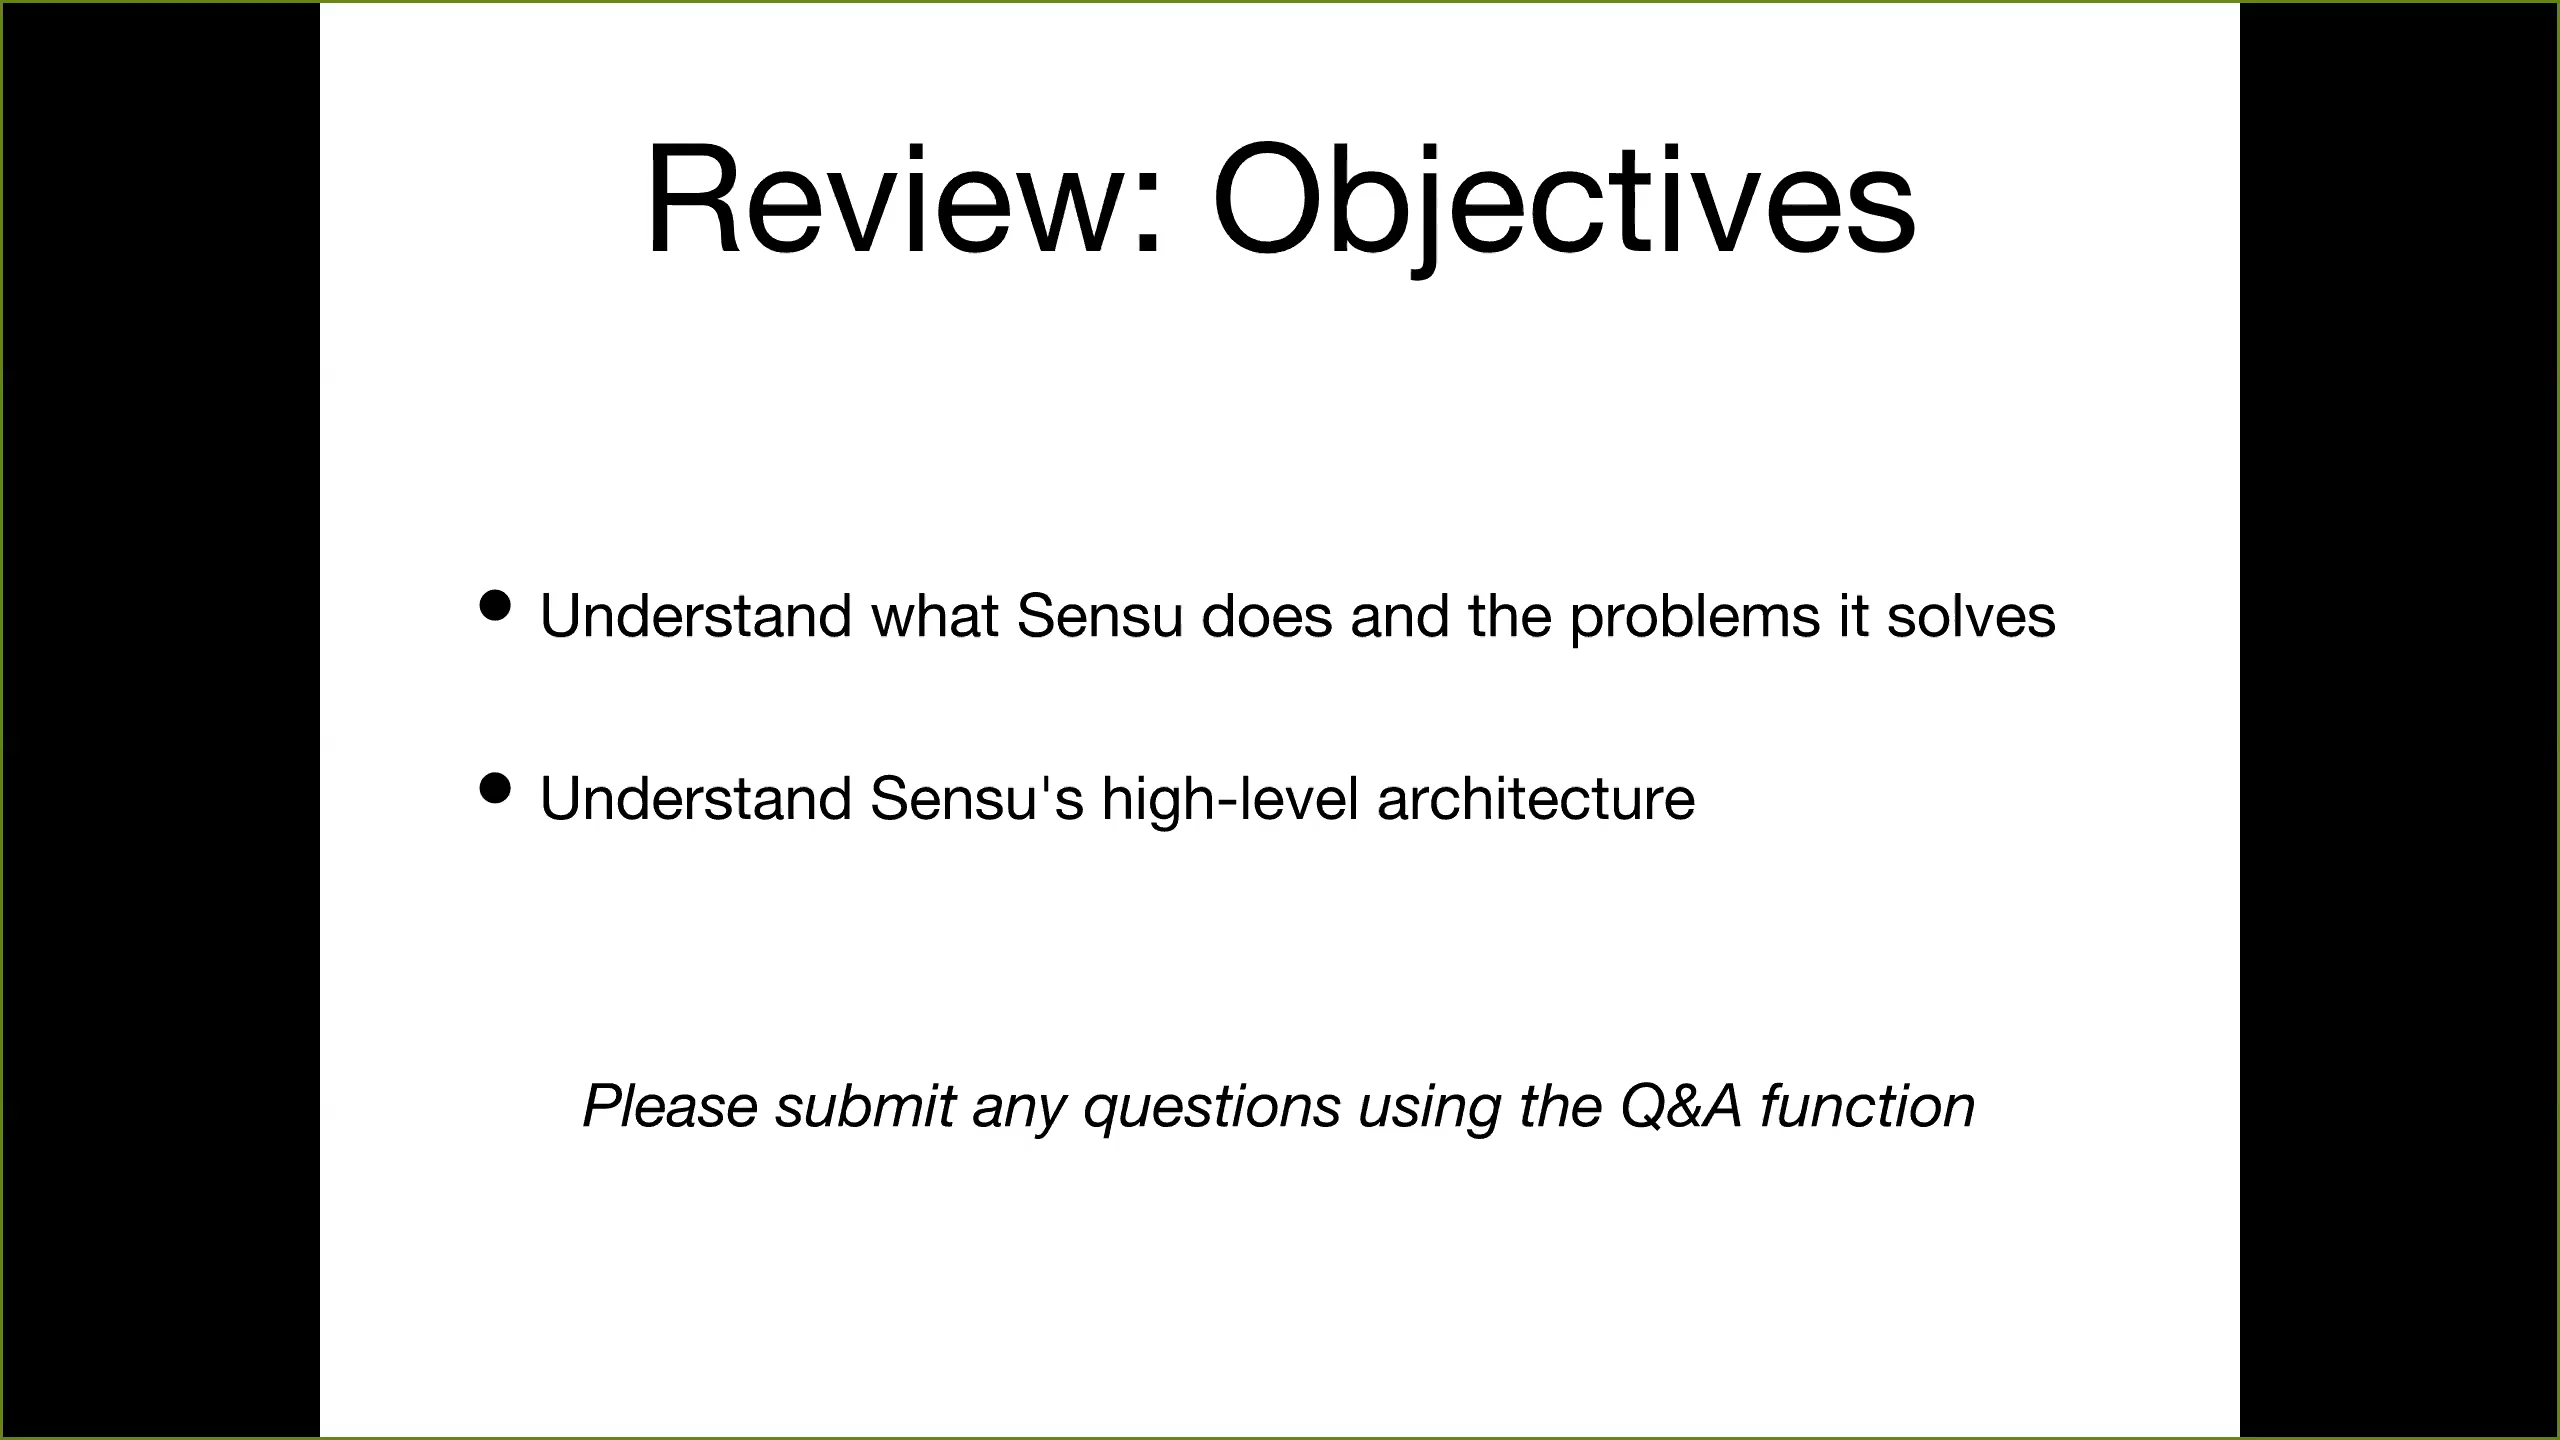 Review: Objectives
• Understand what Sensu does and the problems it solves
• Understand Sensu's high-level architecture
Please submit any questions using the Q&A function